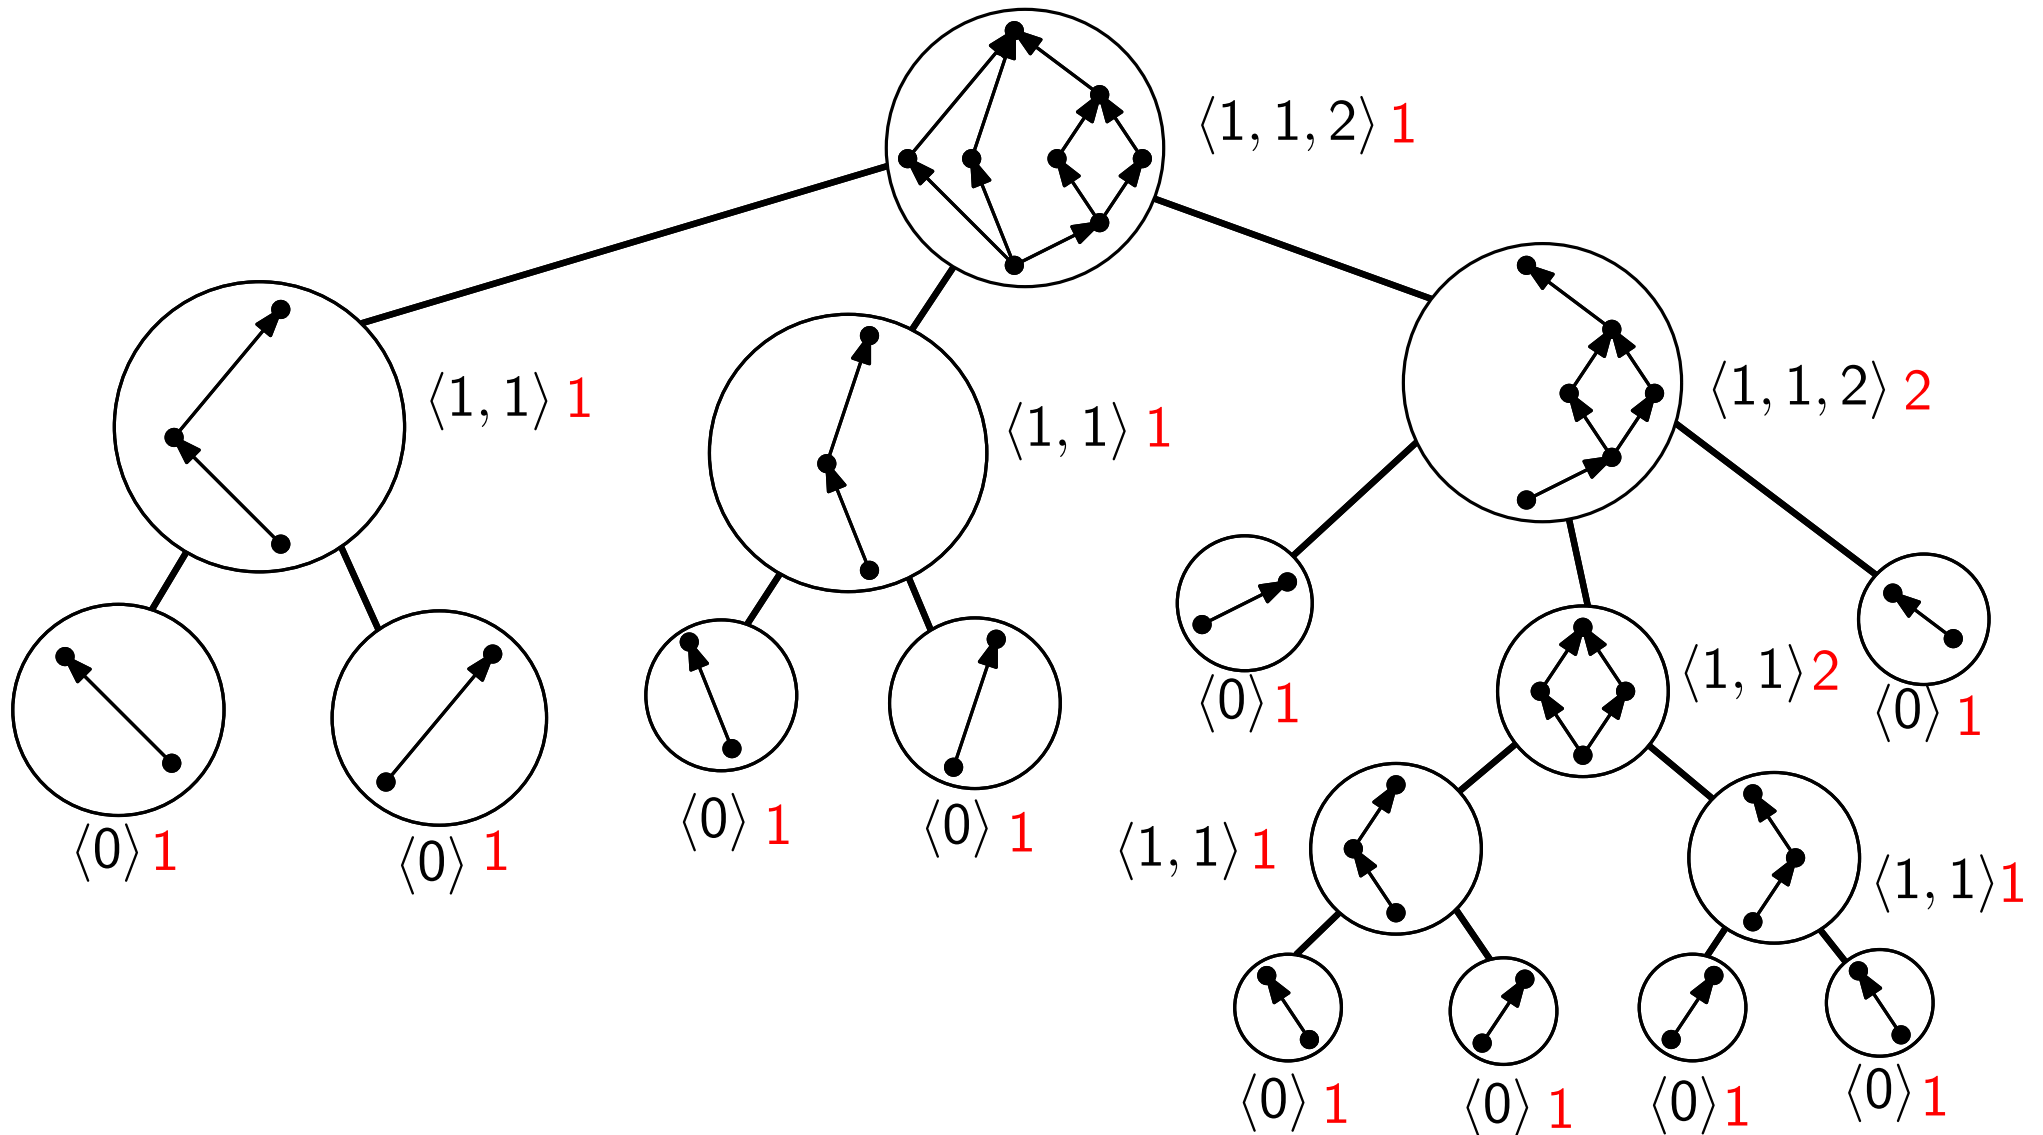 ⟨1, 1, 2⟩ 1
⟨1, 1⟩ 1
⟨1, 1⟩ 1
⟨1, 1, 2⟩ 2
⟨0⟩ 1
⟨0⟩ 1
⟨0⟩ 1
⟨0⟩ 1
⟨0⟩ 1
⟨1, 1⟩ 2
⟨0⟩ 1
⟨1, 1⟩ 1
⟨1, 1⟩ 1
⟨0⟩ 1
⟨0⟩ 1
⟨0⟩ 1
⟨0⟩ 1